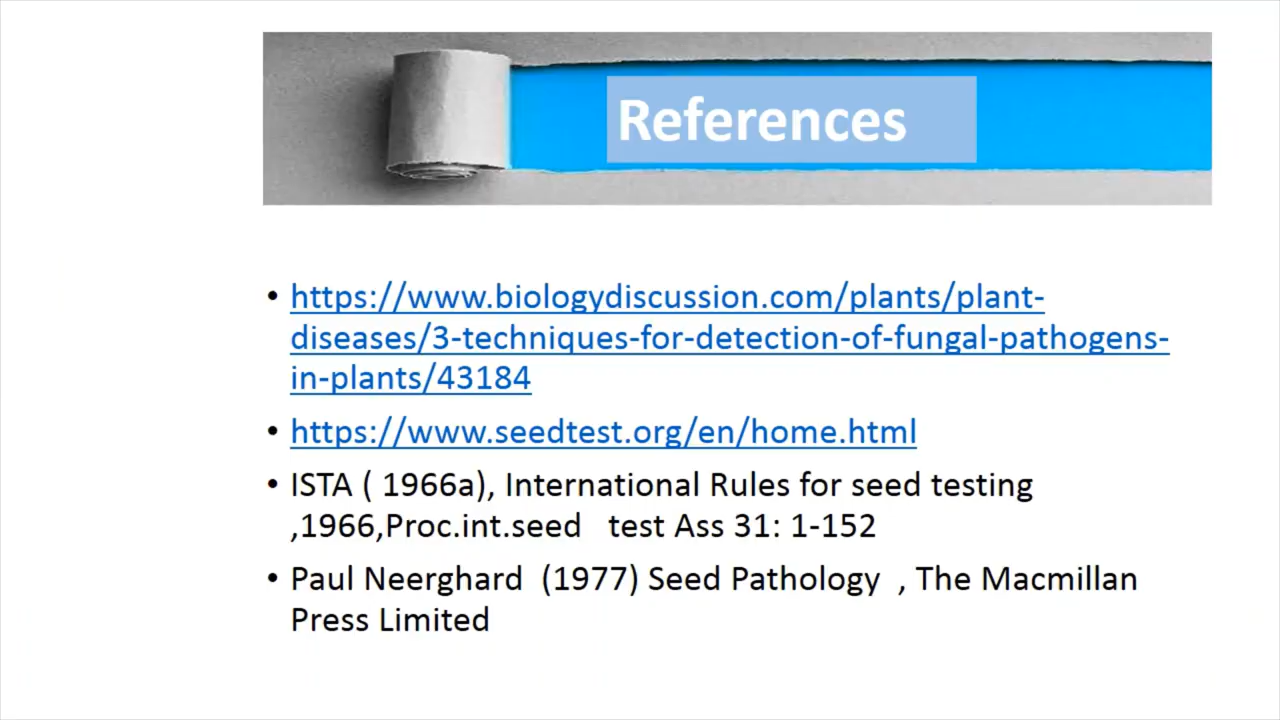 References
• https://www.biologydiscussion.com/plants/plant-
diseases/3-techniques-for-detection-of-fungal-pathogens-
in-plants/43184
• https://www.seedtest.org/en/home.html
• ISTA ( 1966a), International Rules for seed testing
,1966,Proc.int.seed   test Ass 31: 1-152
• Paul Neerghard  (1977) Seed Pathology  , The Macmillan
Press Limited